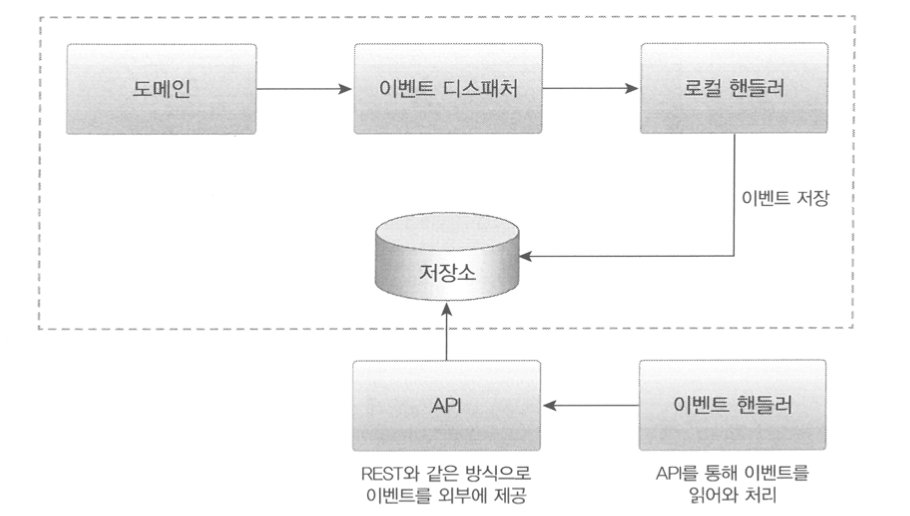 도메인
이벤트 디스패처
로컬 핸들러
이벤트 저장
저장소
API
이벤트 핸들러
REST와 같은 방식으로
이벤트를 외부에 제공
API를 통해 이벤트를
읽어와 처리